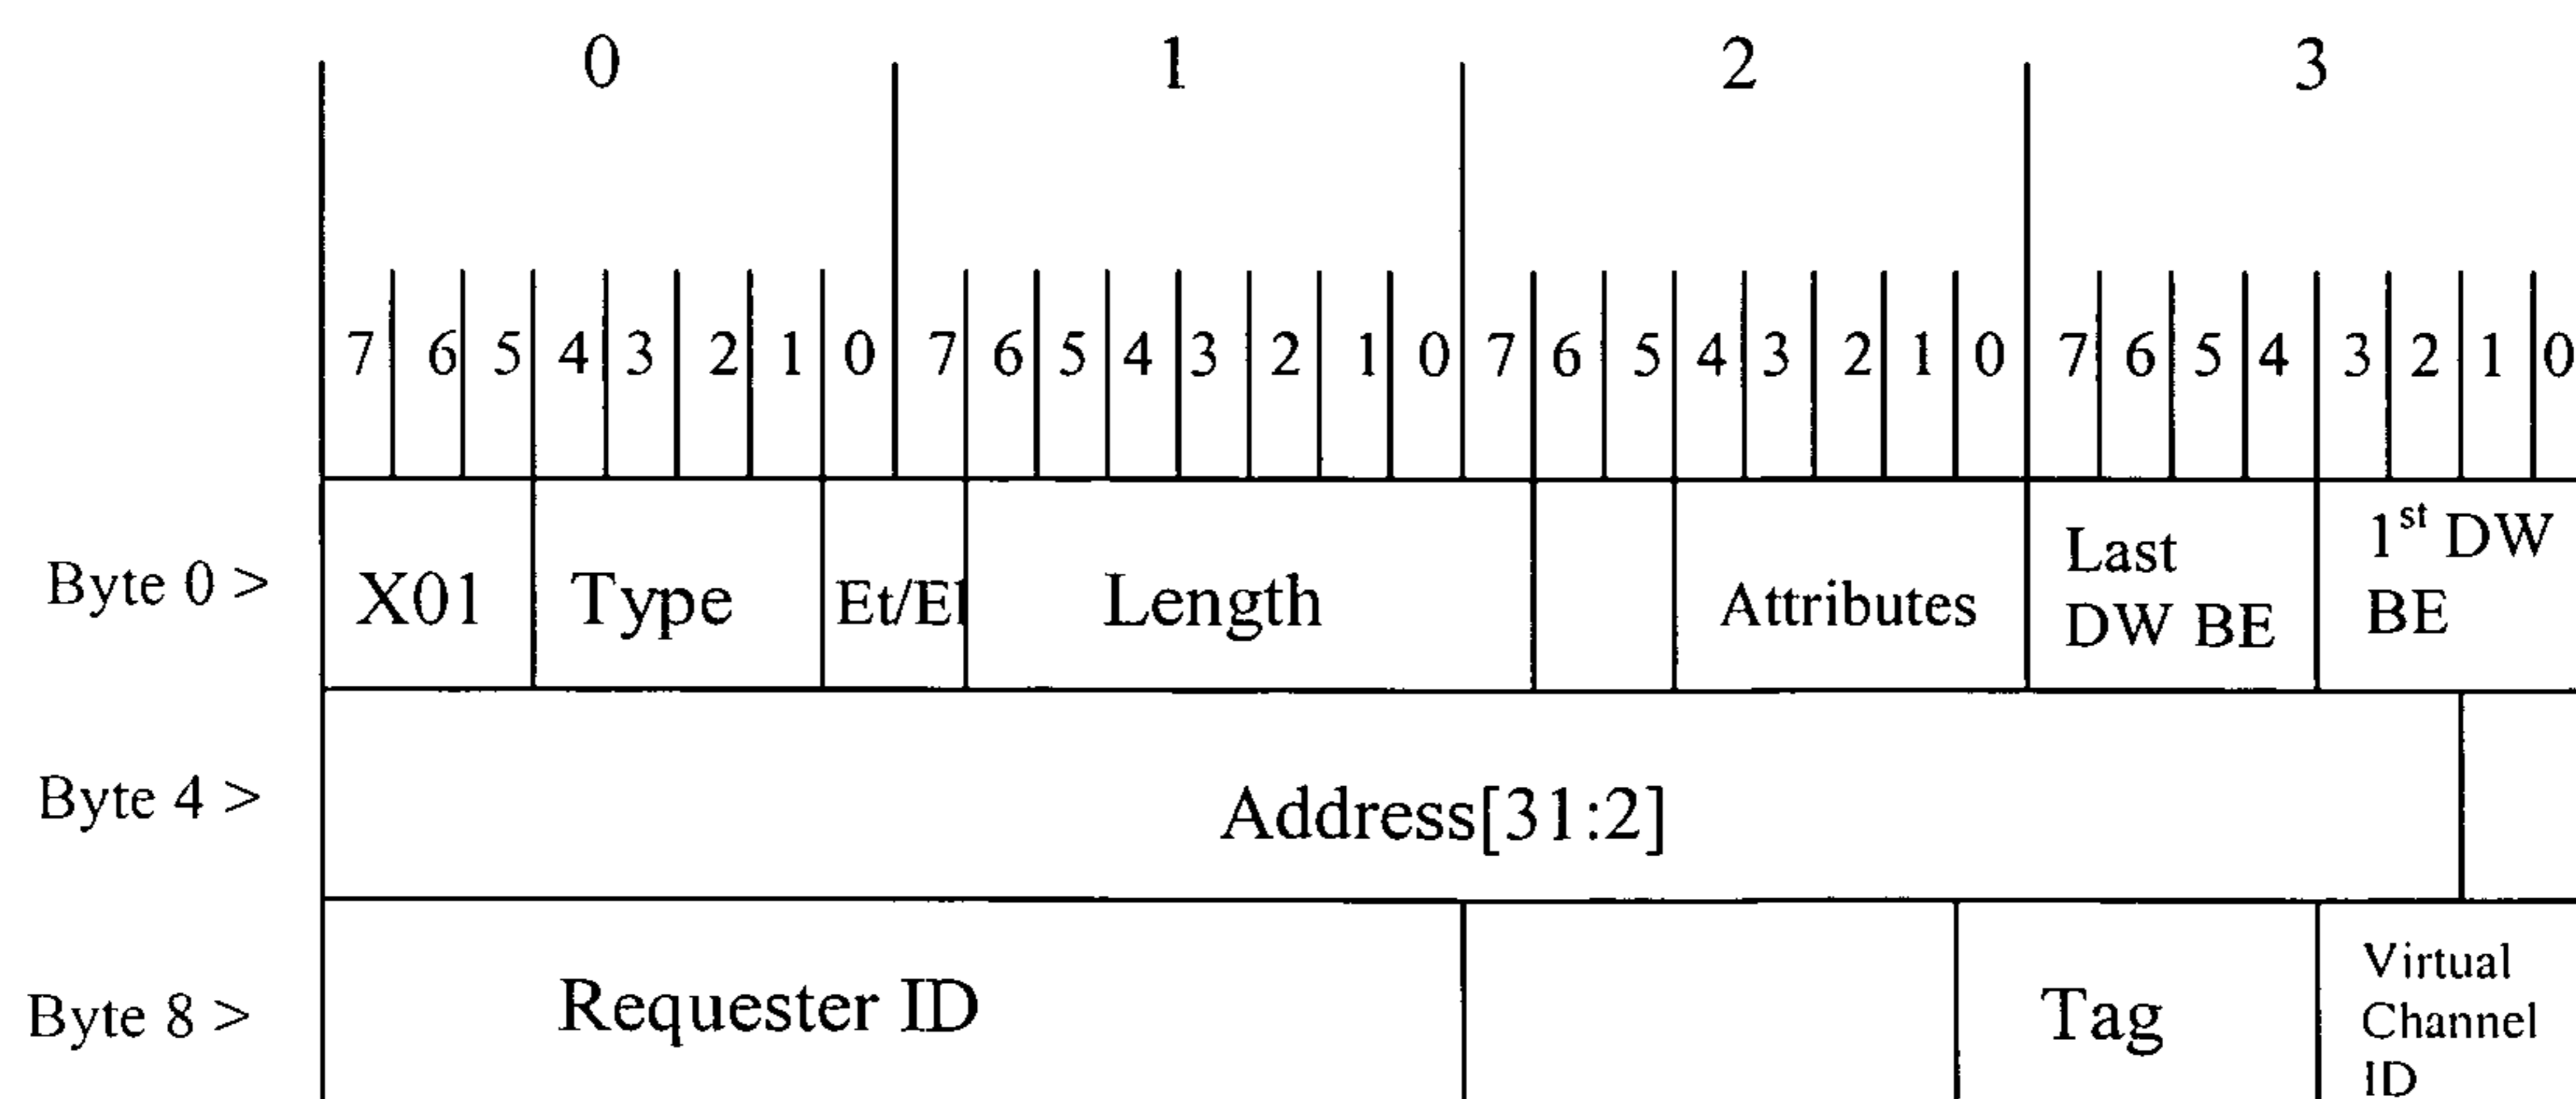 0 1 2 3
7 6 5 4 3 2 1 0 7 6 5 4 3 2 1 0 7 6 5 4 3 2 1 0 7 6 5 4 3 2 1 0
Byte 0 > X01 Type Et/El Length Attributes Last DW BE 1st DW BE
Byte 4 > Address[31:2]
Byte 8 > Requester ID Tag Virtual Channel ID